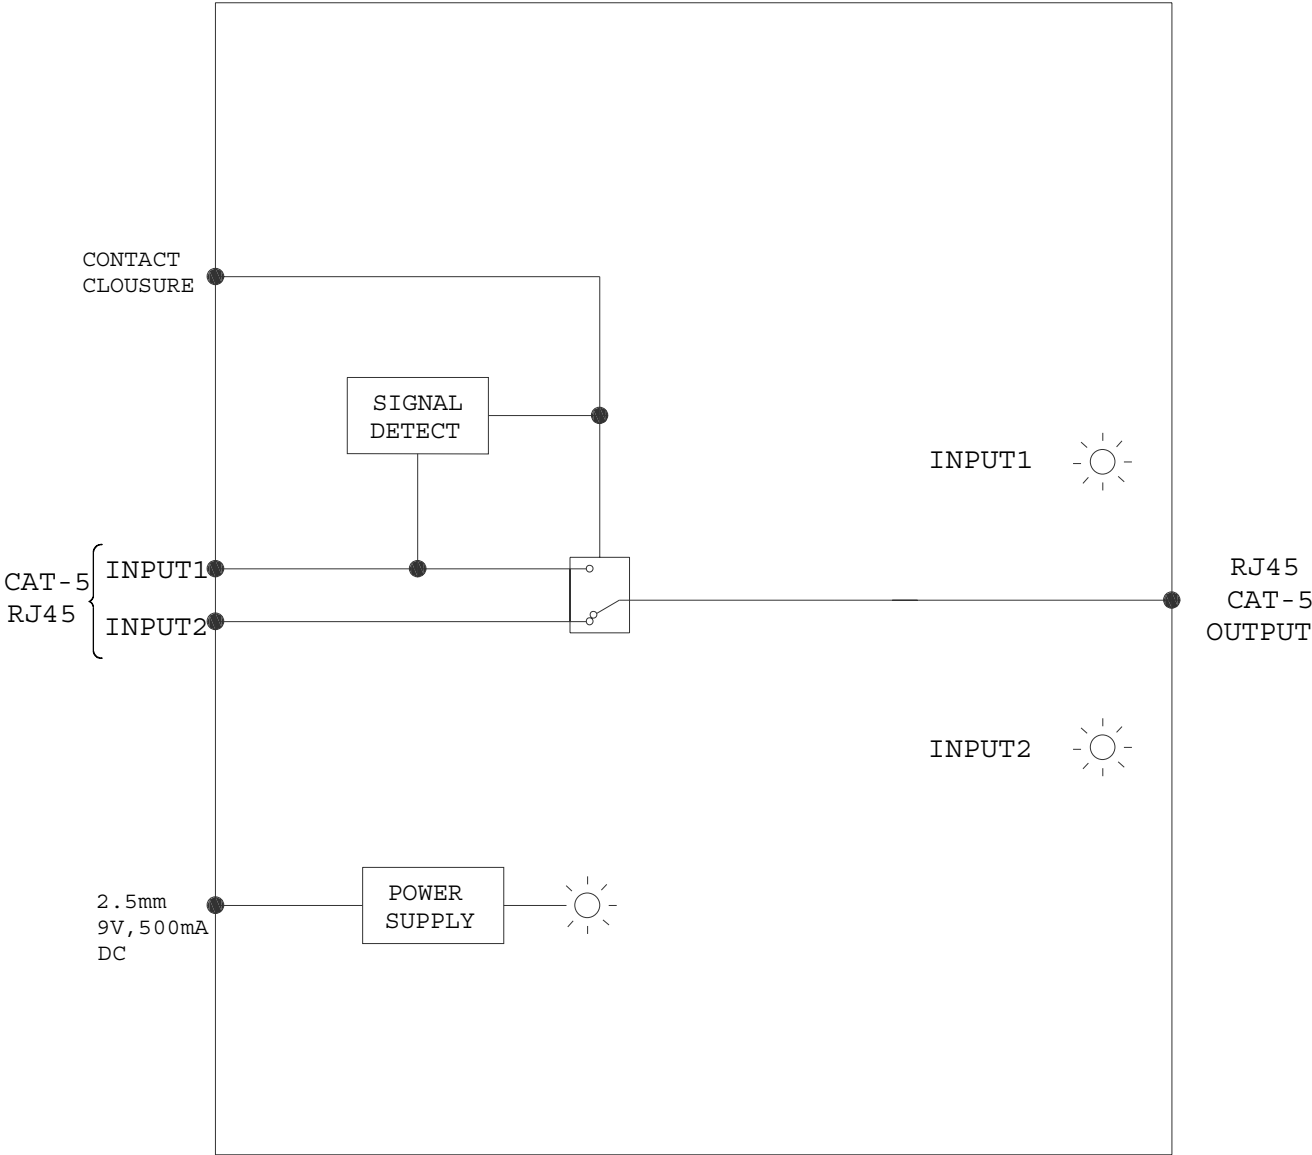 CONTACT
CLOUSURE
SIGNAL
DETECT
INPUT1
CAT-5
RJ45
INPUT1
INPUT2
RJ45
CAT-5
OUTPUT
INPUT2
2.5mm
9V,500mA
DC
POWER
SUPPLY